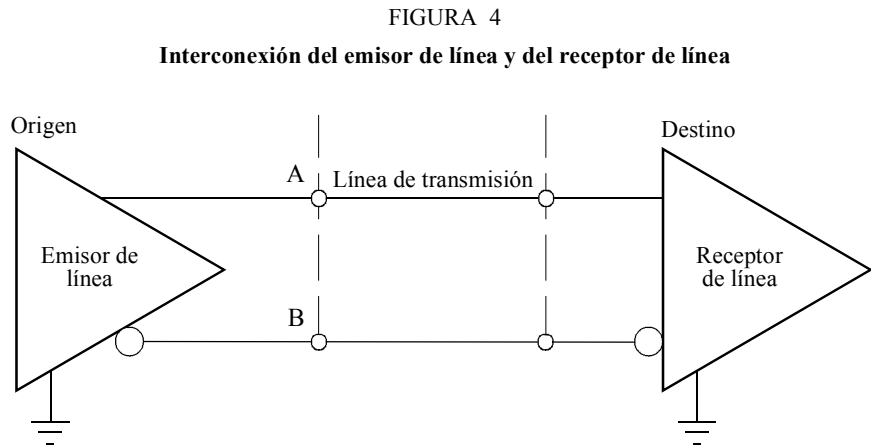 FIGURA 4
Interconexión del emisor de línea y del receptor de línea
Origen
Destino
A
Línea de transmisión
Emisor de
línea
Receptor
de línea
B